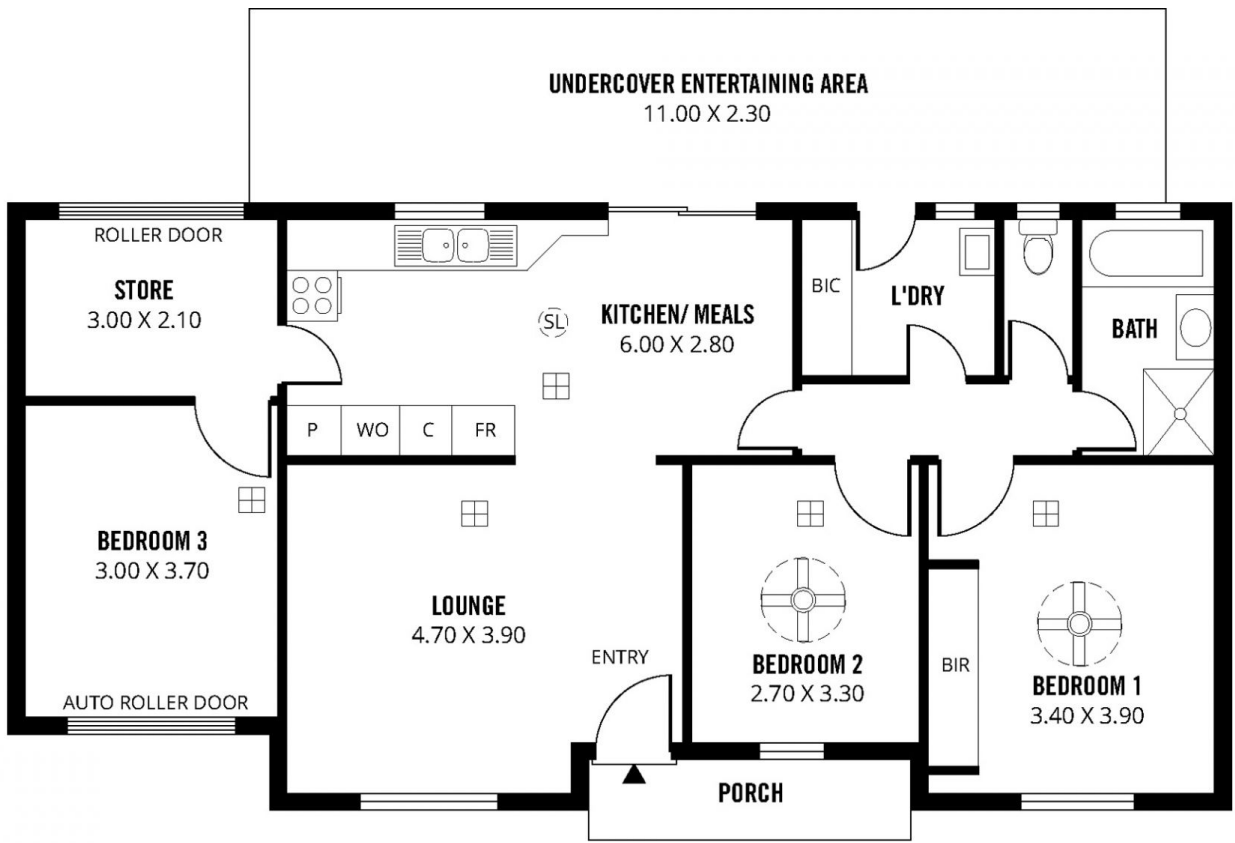 UNDERCOVER ENTERTAINING AREA
11.00 X 2.30
ROLLER DOOR
STORE
3.00 X 2.10
SL
KITCHEN/ MEALS
6.00 X 2.80
BIC
L'DRY
BATH
P
WO
C
FR
BEDROOM 3
3.00 X 3.70
AUTO ROLLER DOOR
LOUNGE
4.70 X 3.90
ENTRY
BEDROOM 2
2.70 X 3.30
BIR
BEDROOM 1
3.40 X 3.90
PORCH